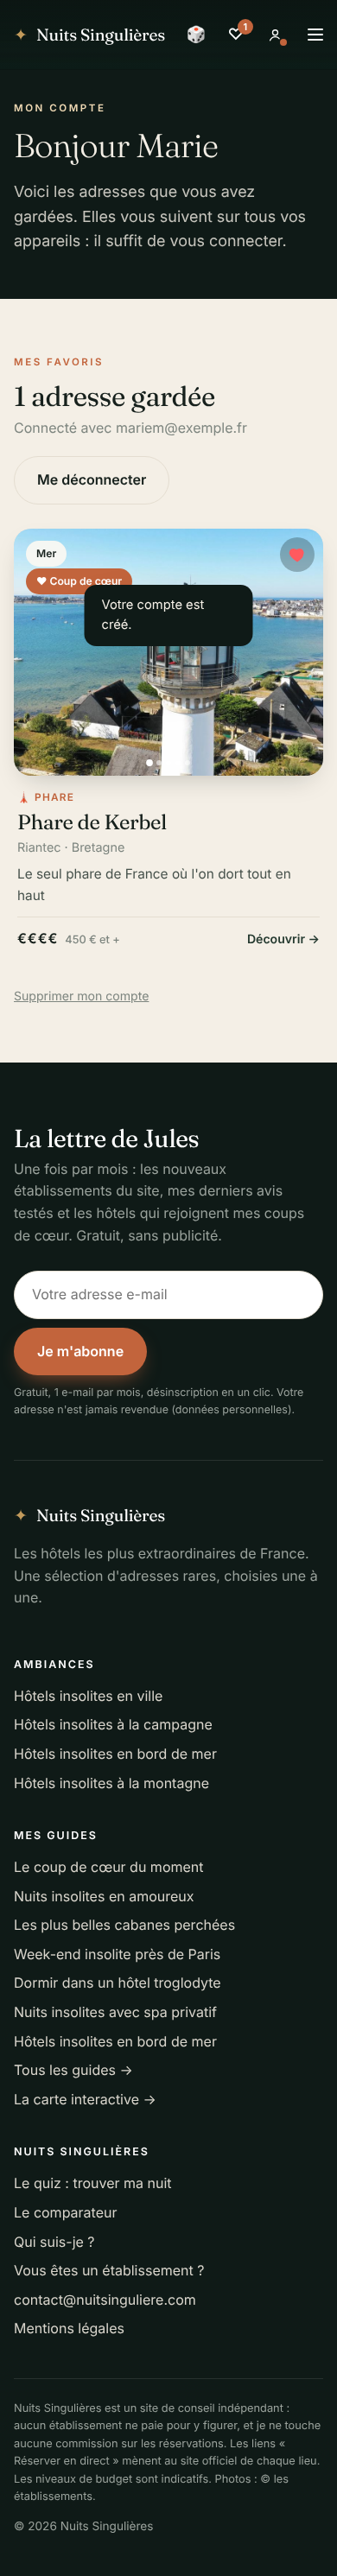 Nuits Singulières
1
MON COMPTE
Bonjour Marie
Voici les adresses que vous avez
gardées. Elles vous suivent sur tous vos
appareils : il suffit de vous connecter.
MES FAVORIS
1 adresse gardée
Connecté avec mariem@exemple.fr
Me déconnecter
Mer
♥ Coup de cœur
Votre compte est
créé.
PHARE
Phare de Kerbel
Riantec · Bretagne
Le seul phare de France où l'on dort tout en
haut
€€€€ 450 € et +
Découvrir →
Supprimer mon compte
La lettre de Jules
Une fois par mois : les nouveaux
établissements du site, mes derniers avis
testés et les hôtels qui rejoignent mes coups
de cœur. Gratuit, sans publicité.
Votre adresse e-mail
Je m'abonne
Gratuit, 1 e-mail par mois, désinscription en un clic. Votre
adresse n'est jamais revendue (données personnelles).
Nuits Singulières
Les hôtels les plus extraordinaires de France.
Une sélection d'adresses rares, choisies une à
une.
AMBIANCES
Hôtels insolites en ville
Hôtels insolites à la campagne
Hôtels insolites en bord de mer
Hôtels insolites à la montagne
MES GUIDES
Le coup de cœur du moment
Nuits insolites en amoureux
Les plus belles cabanes perchées
Week-end insolite près de Paris
Dormir dans un hôtel troglodyte
Nuits insolites avec spa privatif
Hôtels insolites en bord de mer
Tous les guides →
La carte interactive →
NUITS SINGULIÈRES
Le quiz : trouver ma nuit
Le comparateur
Qui suis-je ?
Vous êtes un établissement ?
contact@nuitsinguliere.com
Mentions légales
Nuits Singulières est un site de conseil indépendant :
aucun établissement ne paie pour y figurer, et je ne touche
aucune commission sur les réservations. Les liens «
Réserver en direct » mènent au site officiel de chaque lieu.
Les niveaux de budget sont indicatifs. Photos : © les
établissements.
© 2026 Nuits Singulières